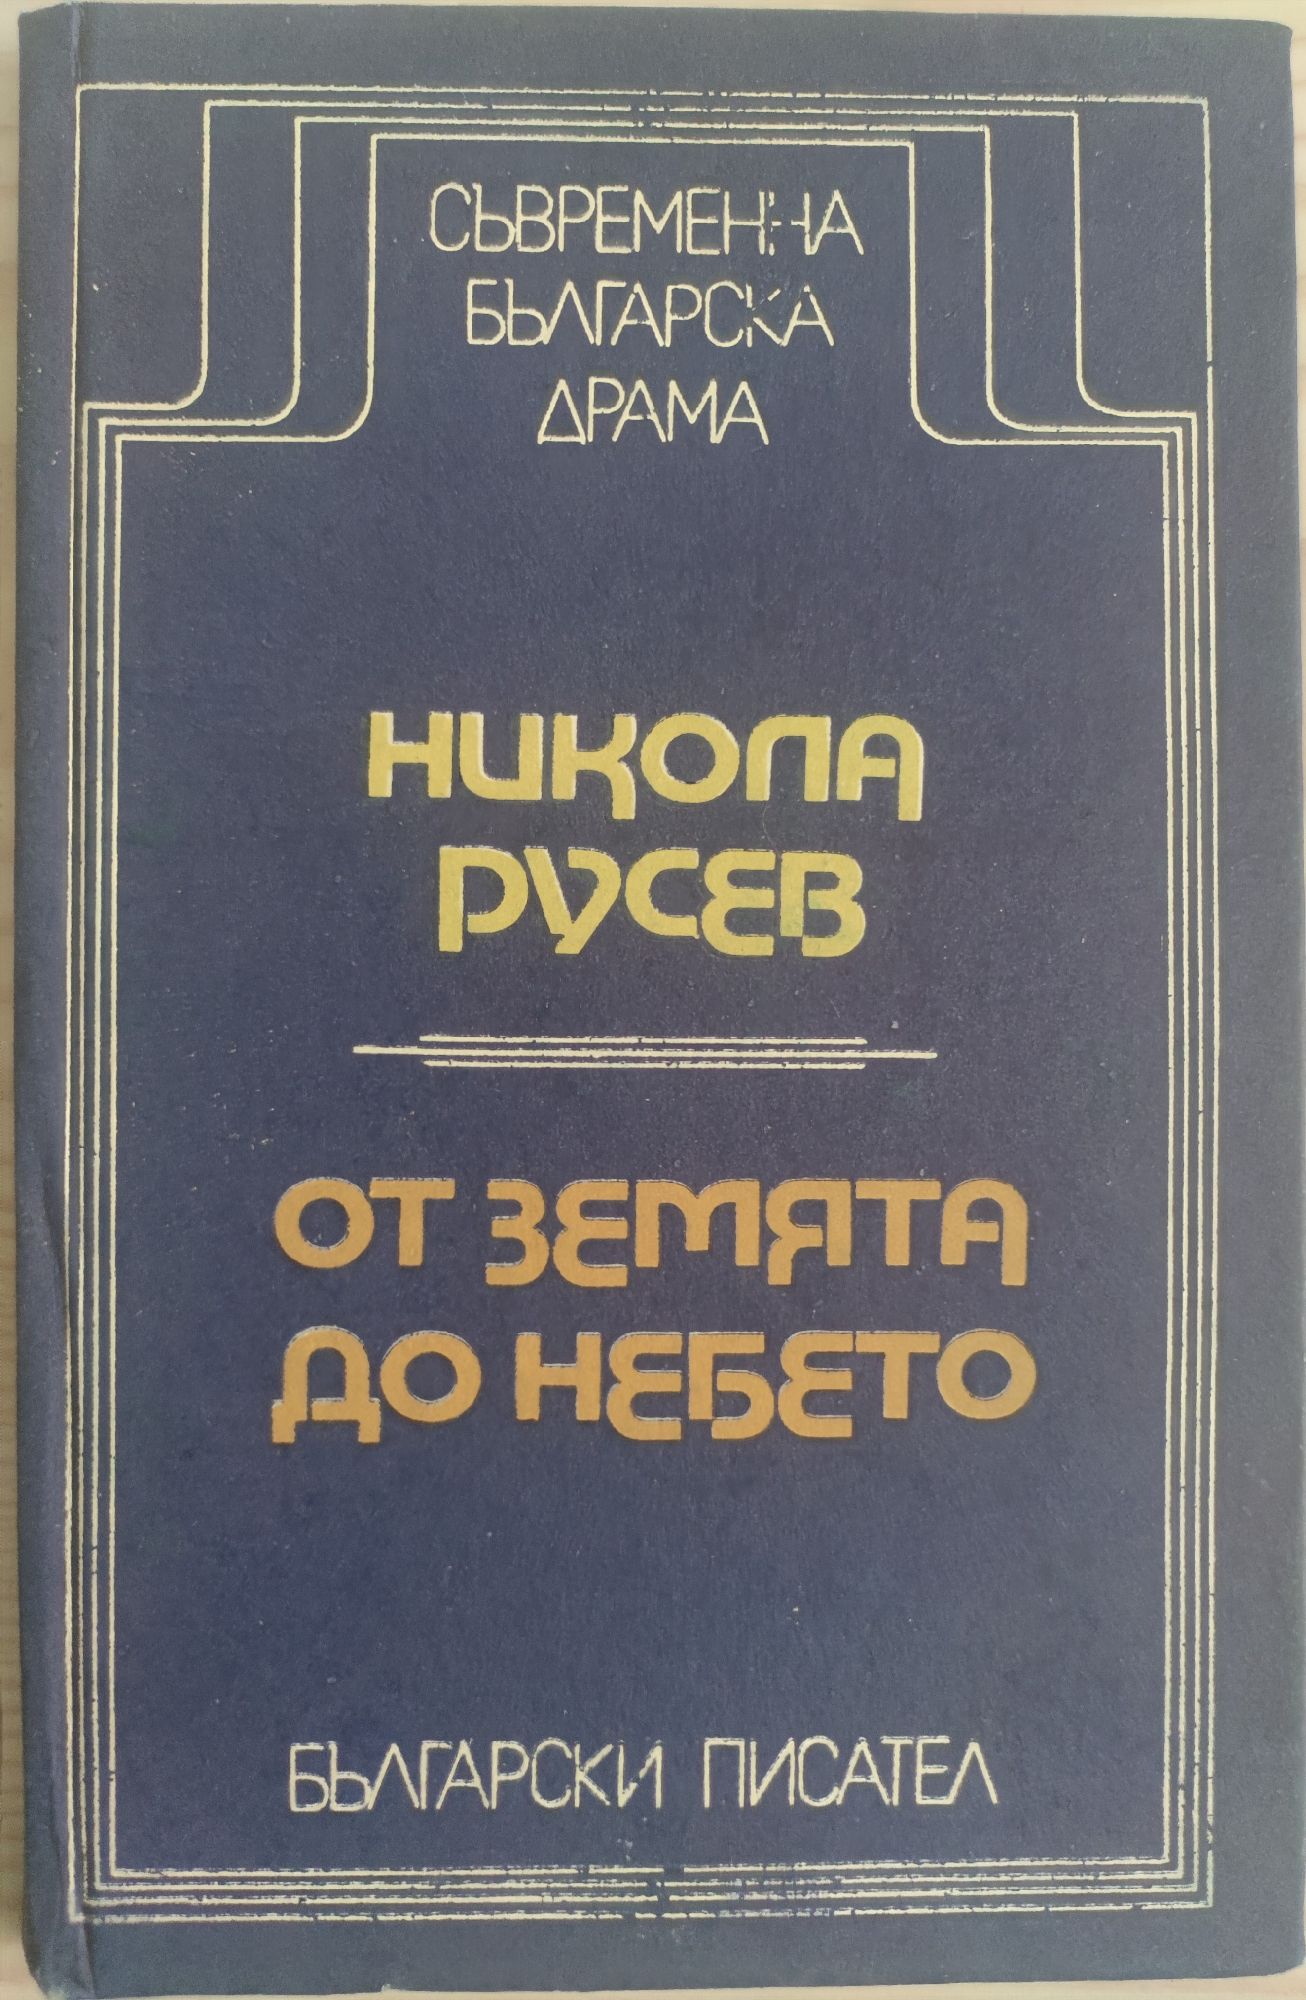 СЪВРЕМЕННА
БЪЛГАРСКА
ДРАМА
НИКОЛА
РУСЕВ
ОТ ЗЕМЯТА
ДО НЕБЕТО
БЪЛГАРСКИ ПИСАТЕЛ